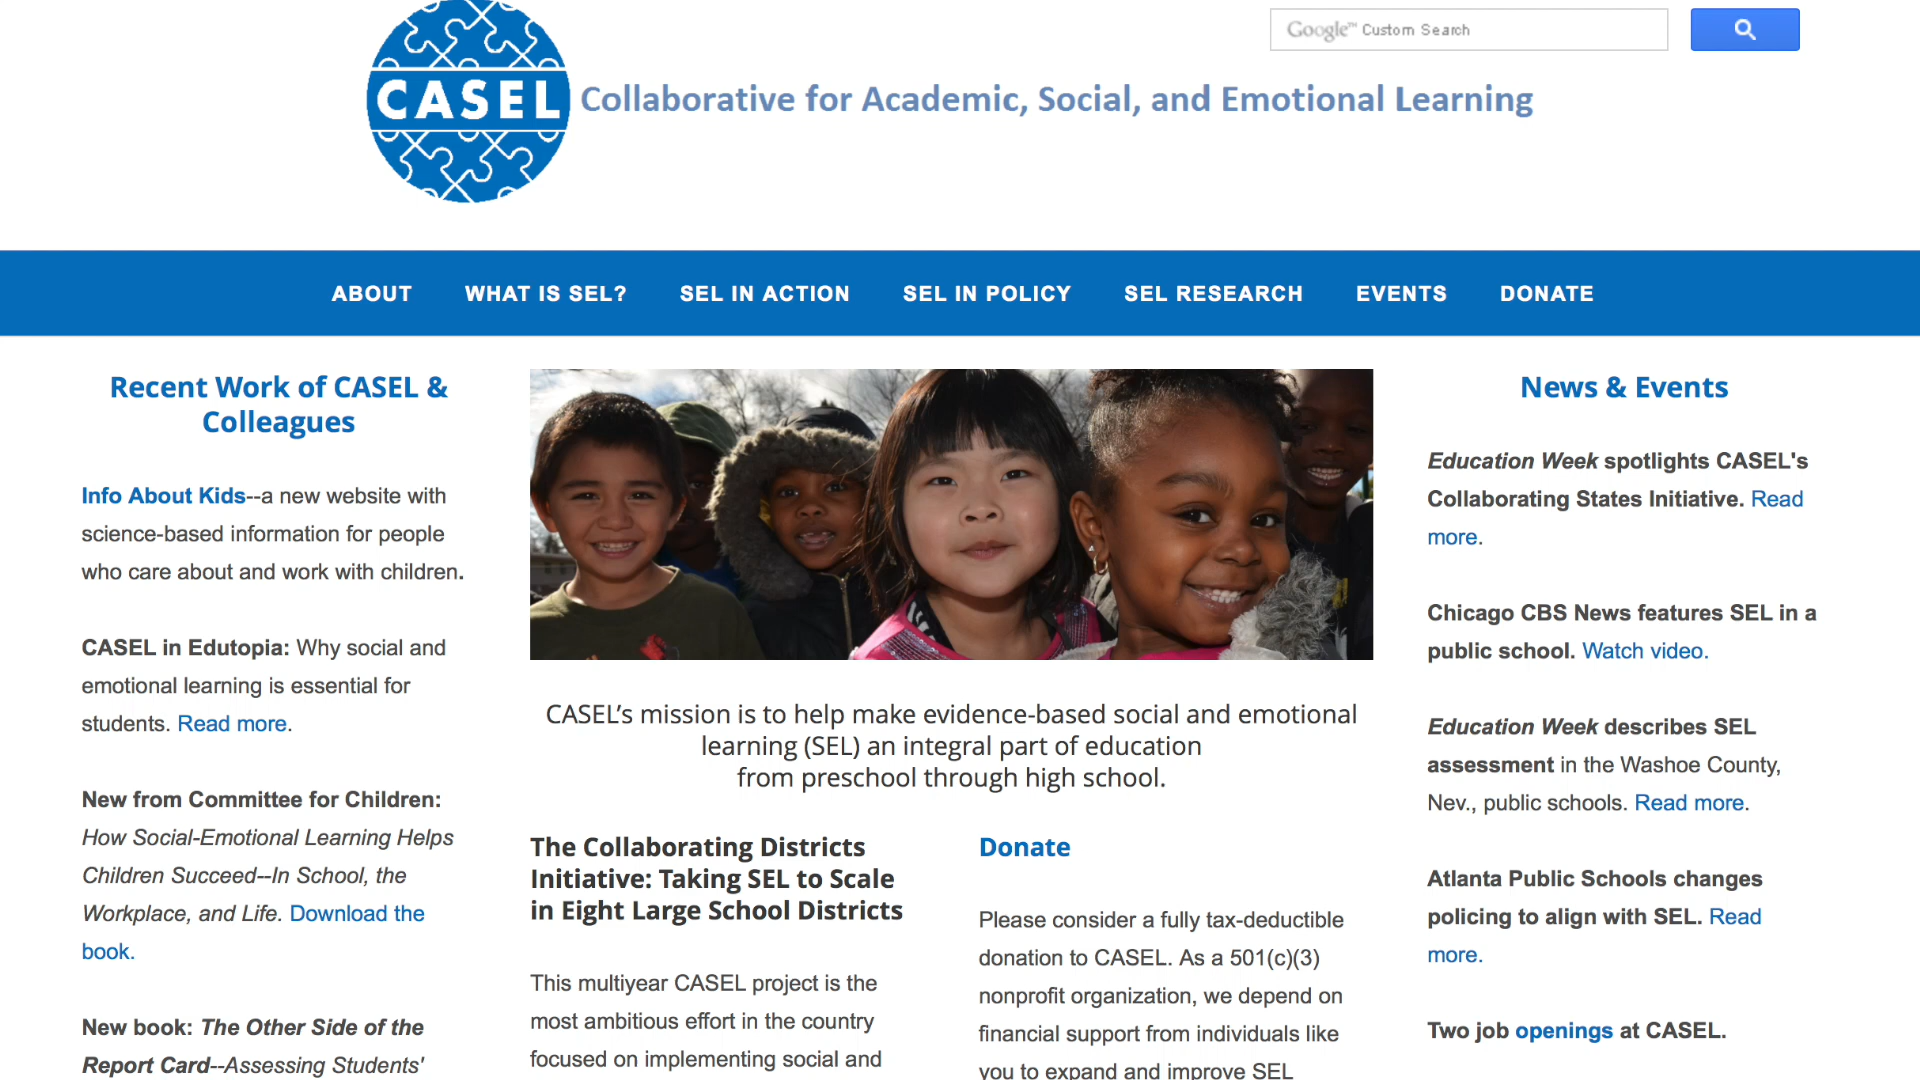 Google™ Custom Search
CASEL
Collaborative for Academic, Social, and Emotional Learning
ABOUT
WHAT IS SEL?
SEL IN ACTION
SEL IN POLICY
SEL RESEARCH
EVENTS
DONATE
Recent Work of CASEL &
Colleagues
Info About Kids--a new website with
science-based information for people
who care about and work with children.
CASEL in Edutopia: Why social and
emotional learning is essential for
students. Read more.
New from Committee for Children:
How Social-Emotional Learning Helps
Children Succeed--In School, the
Workplace, and Life. Download the
book.
New book: The Other Side of the
Report Card--Assessing Students'
CASEL’s mission is to help make evidence-based social and emotional
learning (SEL) an integral part of education
from preschool through high school.
The Collaborating Districts
Initiative: Taking SEL to Scale
in Eight Large School Districts
This multiyear CASEL project is the
most ambitious effort in the country
focused on implementing social and
Donate
Please consider a fully tax-deductible
donation to CASEL. As a 501(c)(3)
nonprofit organization, we depend on
financial support from individuals like
you to expand and improve SEL
News & Events
Education Week spotlights CASEL's
Collaborating States Initiative. Read
more.
Chicago CBS News features SEL in a
public school. Watch video.
Education Week describes SEL
assessment in the Washoe County,
Nev., public schools. Read more.
Atlanta Public Schools changes
policing to align with SEL. Read
more.
Two job openings at CASEL.